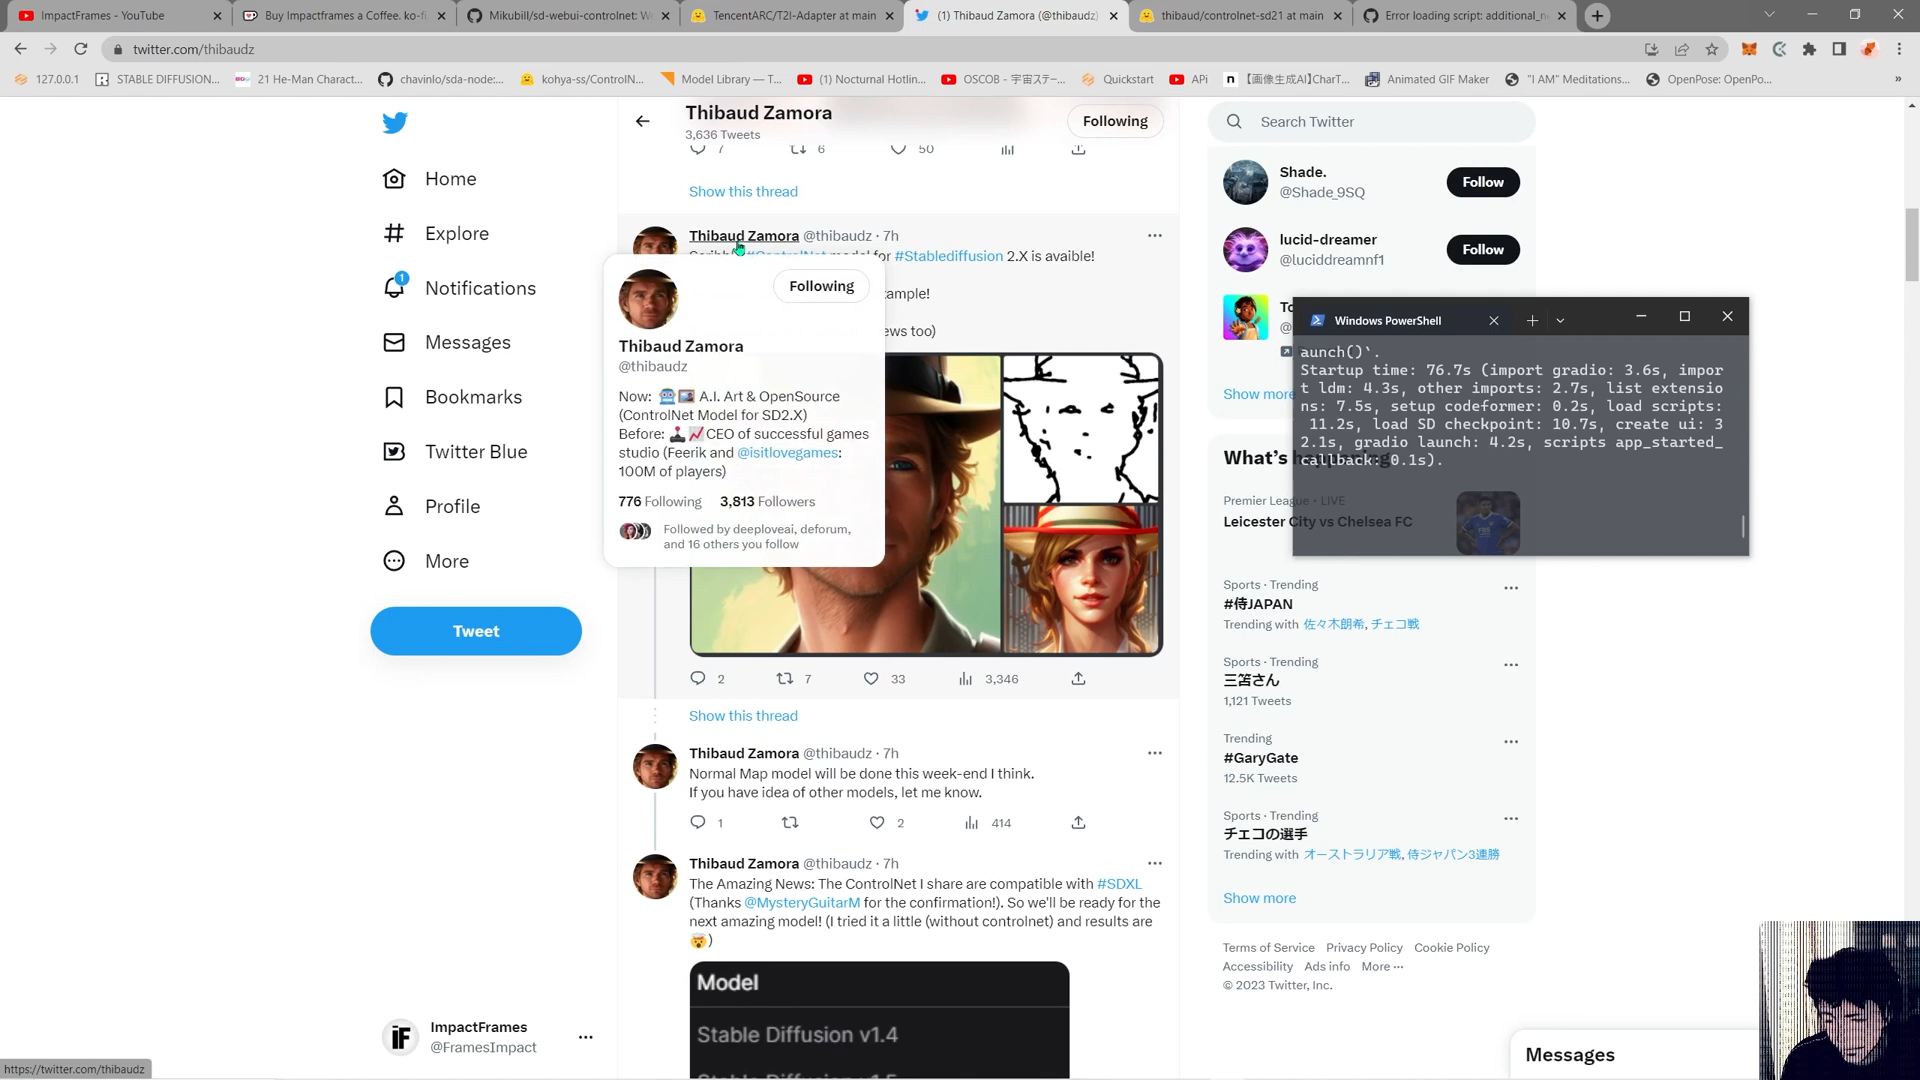 ImpactFrames - YouTube
Buy Impactframes a Coffee. ko-fi.
Mikubill/sd-webui-controlnet: W
TencentARC/T2I-Adapter at main
(1) Thibaud Zamora (@thibaudz)
thibaud/controlnet-sd21 at main
Error loading script: additional_n
twitter.com/thibaudz
127.0.0.1
STABLE DIFFUSION...
21 He-Man Charact...
chavinlo/sda-node:...
kohya-ss/ControlN...
Model Library — T...
(1) Nocturnal Hotlin...
OSCOB - 宇宙ステー...
Quickstart
APi
【画像生成AI】CharT...
Animated GIF Maker
"I AM" Meditations...
OpenPose: OpenPo...
Home
Explore
1
Notifications
Messages
Bookmarks
Twitter Blue
Profile
More
Tweet
ImpactFrames
@FramesImpact
https://twitter.com/thibaudz
Thibaud Zamora
3,636 Tweets
Following
7
6
50
Show this thread
Thibaud Zamora @thibaudz · 7h
#ControlNet model for #Stablediffusion 2.X is avaible!
ample!
ews too)
Following
Thibaud Zamora
@thibaudz
Now: 🤖🖼️ A.I. Art & OpenSource
(ControlNet Model for SD2.X)
Before: 🕹️📈CEO of successful games
studio (Feerik and @isitlovegames:
100M of players)
776 Following 3,813 Followers
Followed by deeploveai, deforum,
and 16 others you follow
2
7
33
3,346
Show this thread
Thibaud Zamora @thibaudz · 7h
Normal Map model will be done this week-end I think.
If you have idea of other models, let me know.
1
2
414
Thibaud Zamora @thibaudz · 7h
The Amazing News: The ControlNet I share are compatible with #SDXL
(Thanks @MysteryGuitarM for the confirmation!). So we'll be ready for the
next amazing model! (I tried it a little (without controlnet) and results are
🤯)
Model
Stable Diffusion v1.4
Search Twitter
Shade.
@Shade_9SQ
Follow
lucid-dreamer
@luciddreamnf1
Follow
To
@
Show more
Windows PowerShell
aunch()`.
Startup time: 76.7s (import gradio: 3.6s, impor
t ldm: 4.3s, other imports: 2.7s, list extensio
ns: 7.5s, setup codeformer: 0.2s, load scripts:
11.2s, load SD checkpoint: 10.7s, create ui: 3
2.1s, gradio launch: 4.2s, scripts app_started_
callback: 0.1s).
What's happening
Premier League · LIVE
Leicester City vs Chelsea FC
Sports · Trending
#侍JAPAN
Trending with 佐々木朗希, チェコ戦
Sports · Trending
三笘さん
1,121 Tweets
Trending
#GaryGate
12.5K Tweets
Sports · Trending
チェコの選手
Trending with オーストラリア戦, 侍ジャパン3連勝
Show more
Terms of Service Privacy Policy Cookie Policy
Accessibility Ads info More ···
© 2023 Twitter, Inc.
Messages